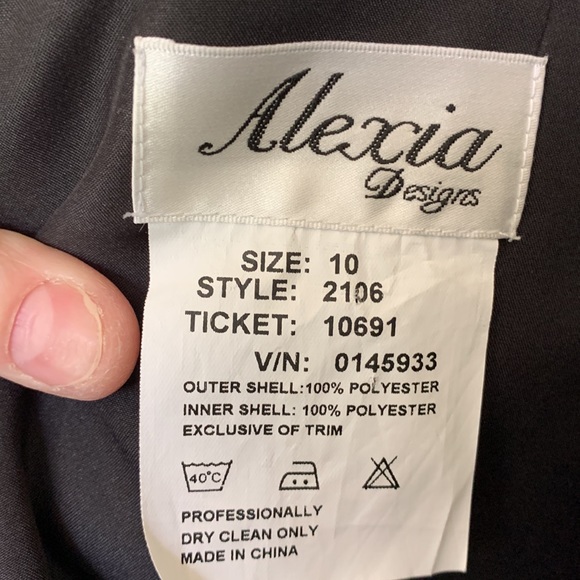 Alexia
Designs
SIZE: 10
STYLE: 2106
TICKET: 10691
V/N: 0145933
OUTER SHELL:100% POLYESTER
INNER SHELL: 100% POLYESTER
EXCLUSIVE OF TRIM
40°C
PROFESSIONALLY
DRY CLEAN ONLY
MADE IN CHINA